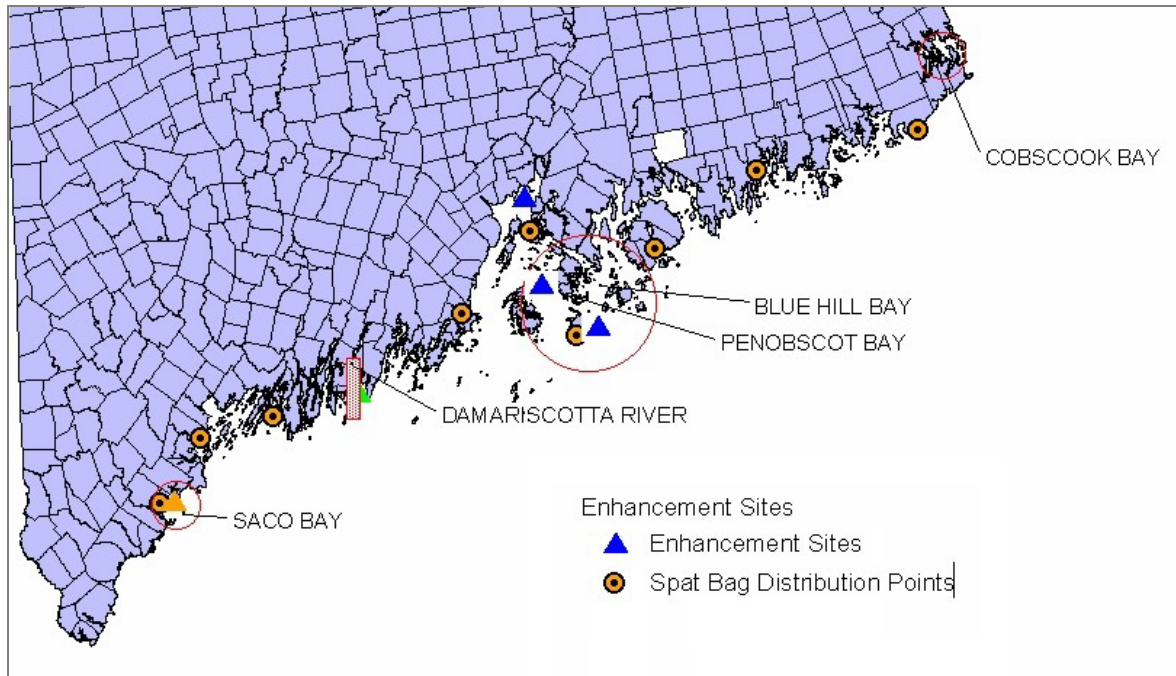 COBSCOOK BAY
BLUE HILL BAY
PENOBSCOT BAY
DAMARISCOTTA RIVER
SACO BAY
Enhancement Sites
Enhancement Sites
Spat Bag Distribution Points